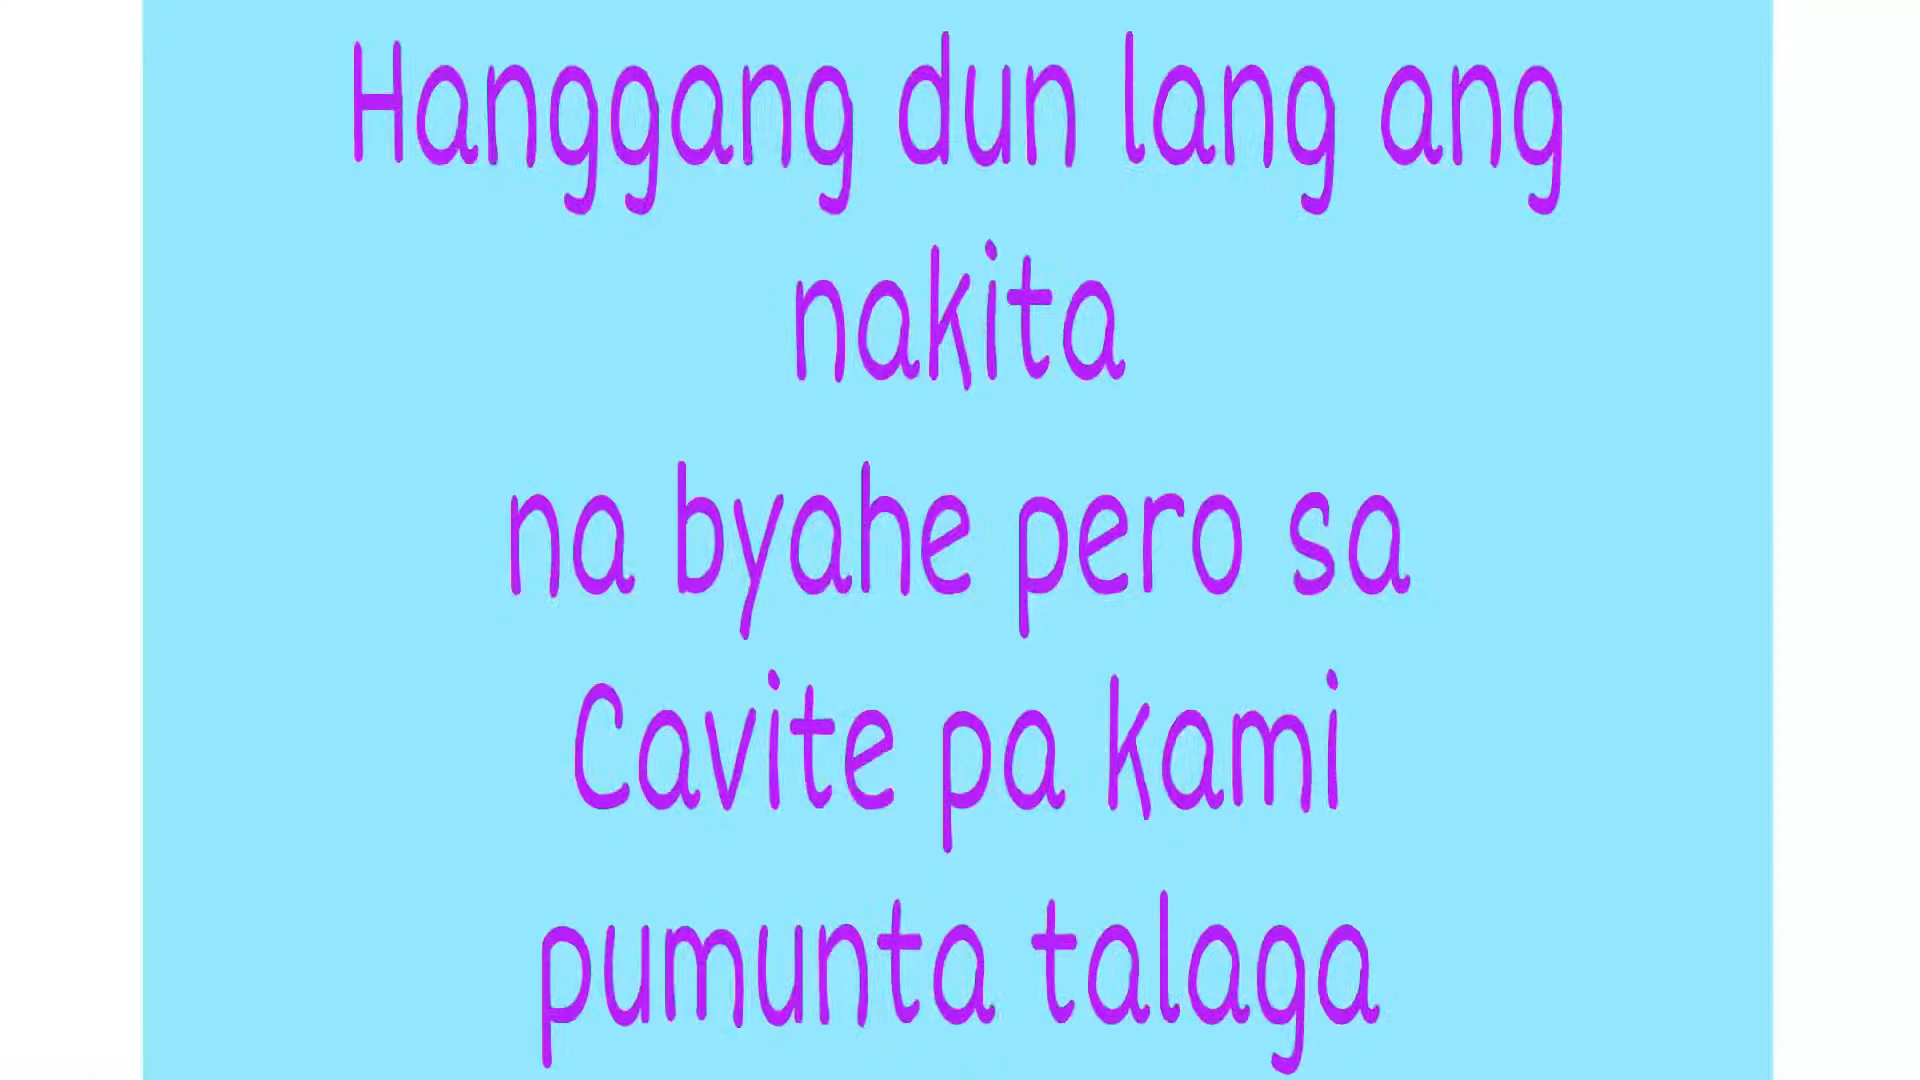 Hanggang dun lang ang
nakita
na byahe pero sa
Cavite pa kami
pumunta talaga